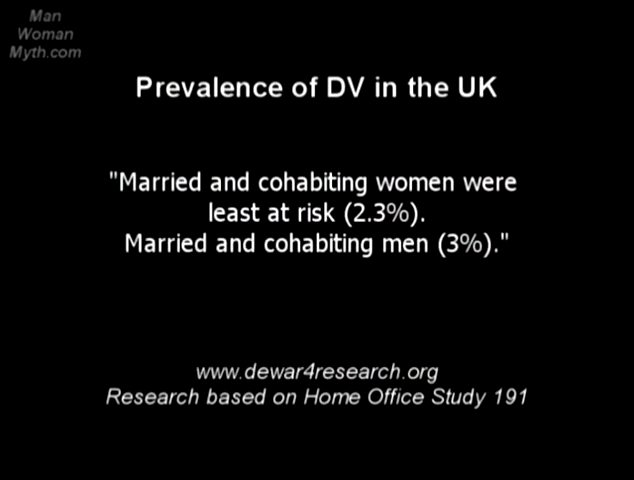 Man
Woman
Myth.com
Prevalence of DV in the UK
"Married and cohabiting women were
least at risk (2.3%).
Married and cohabiting men (3%)."
www.dewar4research.org
Research based on Home Office Study 191